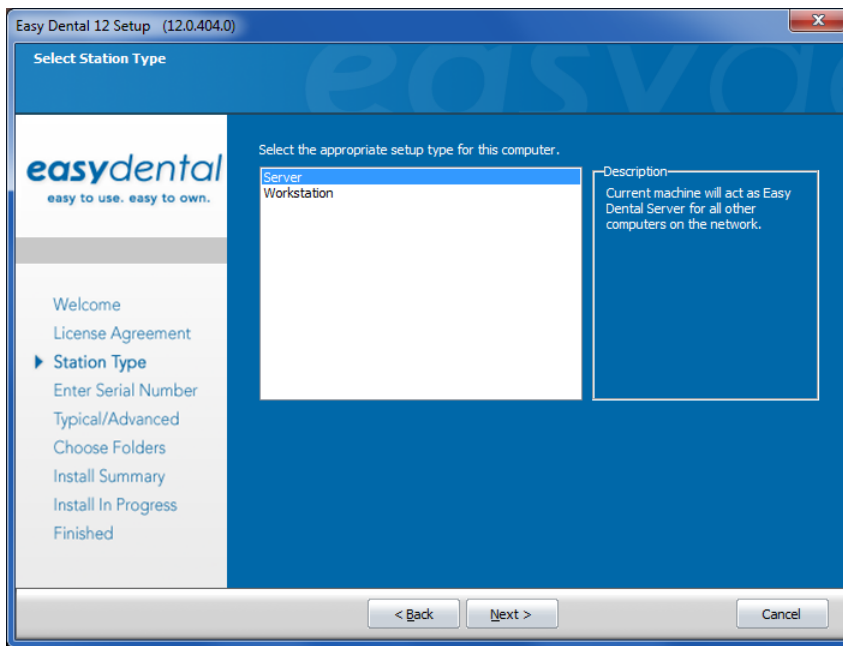 Easy Dental 12 Setup (12.0.404.0)
x
Select Station Type
easyd
easydental
easy to use. easy to own.
Select the appropriate setup type for this computer.
Server
Workstation
Description
Current machine will act as Easy
Dental Server for all other
computers on the network.
Welcome
License Agreement
Station Type
Enter Serial Number
Typical/Advanced
Choose Folders
Install Summary
Install In Progress
Finished
< Back
Next >
Cancel